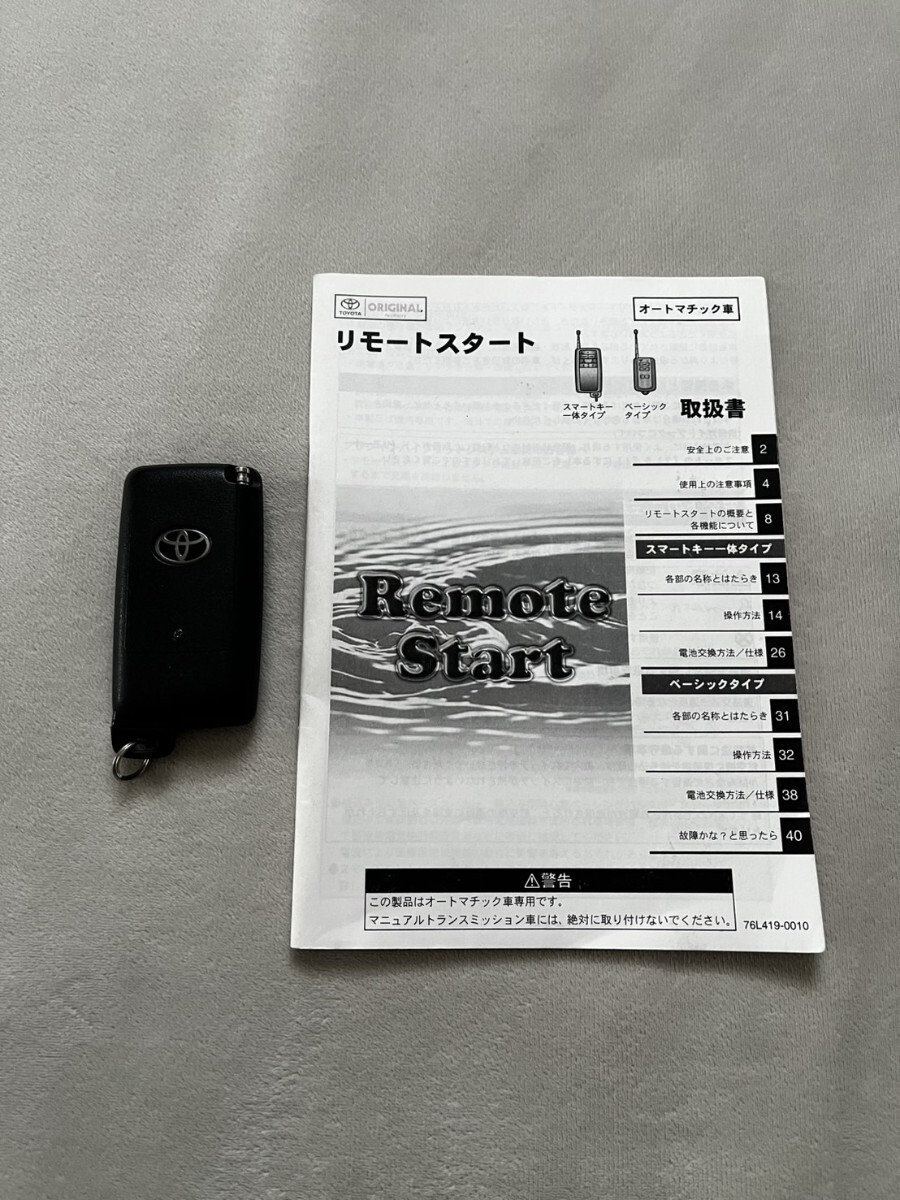 TOYOTA
ORIGINAL
オートマチック車
リモートスタート
スマートキー
一体タイプ
ベーシック
タイプ
取扱書
安全上のご注意 2
使用上の注意事項 4
リモートスタートの概要と
各機能について 8
スマートキー一体タイプ
各部の名称とはたらき 13
操作方法 14
電池交換方法／仕様 26
ベーシックタイプ
各部の名称とはたらき 31
操作方法 32
電池交換方法／仕様 38
故障かな？と思ったら 40
Remote
Start
⚠警告
この製品はオートマチック車専用です。
マニュアルトランスミッション車には、絶対に取り付けないでください。
76L419-0010